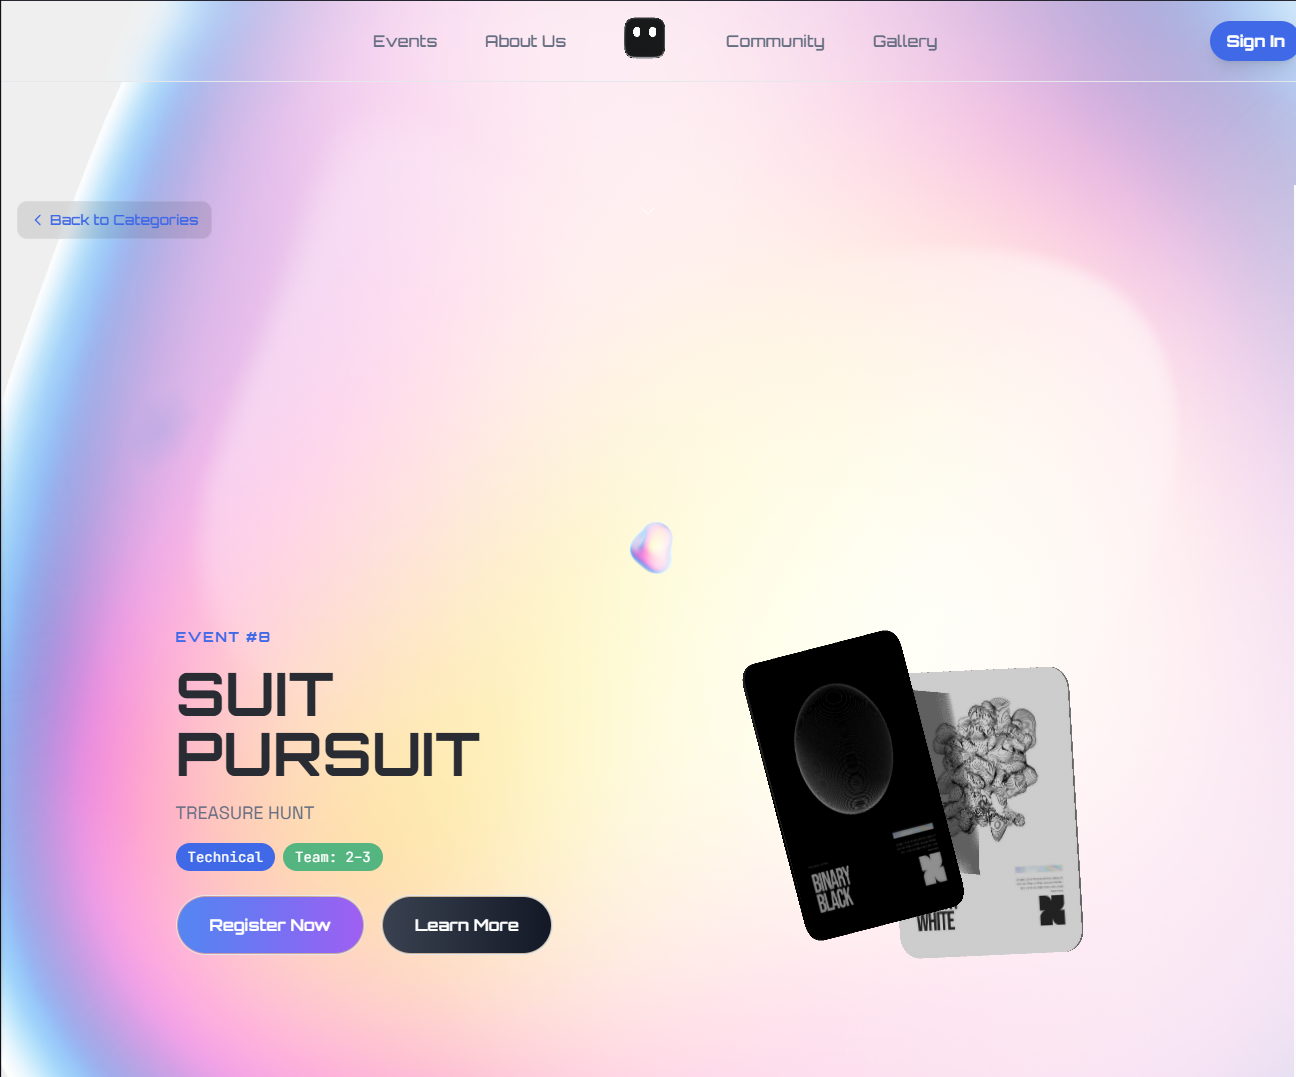 Events
About Us
Community
Gallery
Sign In
Back to Categories
EVENT #8
SUIT
PURSUIT
TREASURE HUNT
Technical
Team: 2-3
Register Now
Learn More
BINARY
BLACK
WHITE